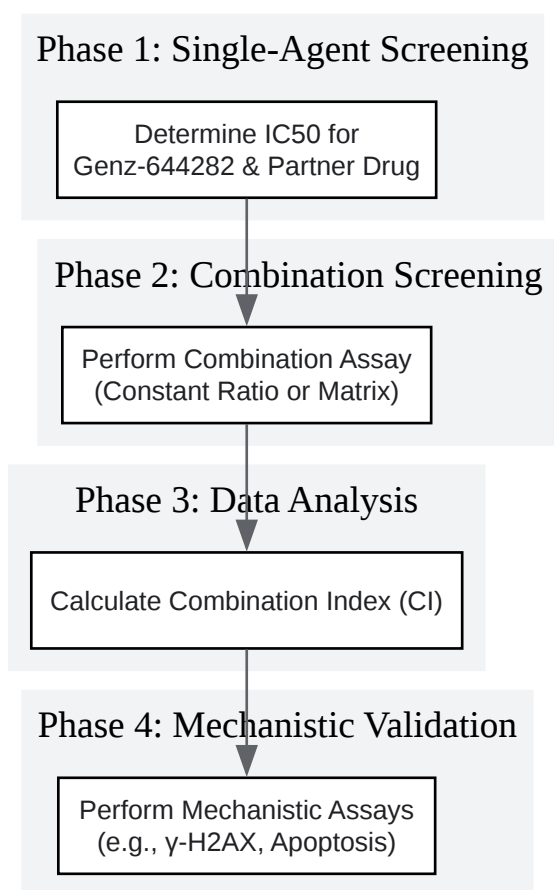 Phase 1: Single-Agent Screening
Determine IC50 for
Genz-644282 & Partner Drug
Phase 2: Combination Screening
Perform Combination Assay
(Constant Ratio or Matrix)
Phase 3: Data Analysis
Calculate Combination Index (CI)
Phase 4: Mechanistic Validation
Perform Mechanistic Assays
(e.g., γ-H2AX, Apoptosis)